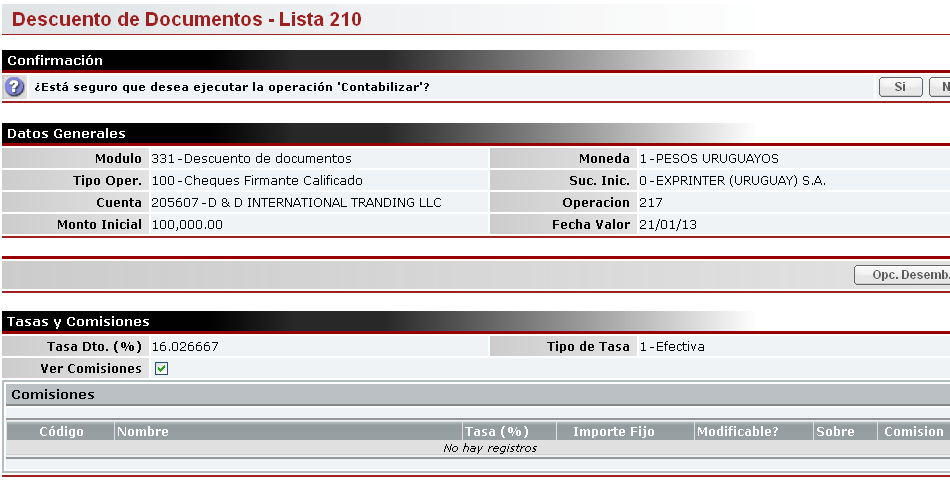 Descuento de Documentos - Lista 210
Confirmación
¿Está seguro que desea ejecutar la operación 'Contabilizar'? Si N
Datos Generales
Modulo 331-Descuento de documentos Moneda 1-PESOS URUGUAYOS
Tipo Oper. 100-Cheques Firmante Calificado Suc. Inic. 0-EXPRINTER (URUGUAY) S.A.
Cuenta 205607-D & D INTERNATIONAL TRANDING LLC Operacion 217
Monto Inicial 100,000.00 Fecha Valor 21/01/13
Opc. Desemb.
Tasas y Comisiones
Tasa Dto. (%) 16.026667 Tipo de Tasa 1-Efectiva
Ver Comisiones
Comisiones
Código Nombre Tasa (%) Importe Fijo Modificable? Sobre Comision
No hay registros